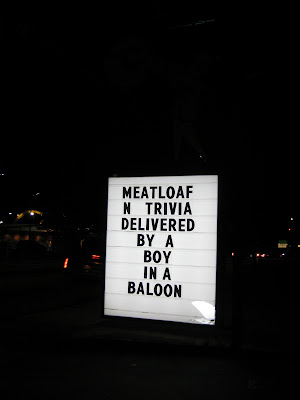 MEATLOAF
N TRIVIA
DELIVERED
BY A
BOY
IN A
BALOON